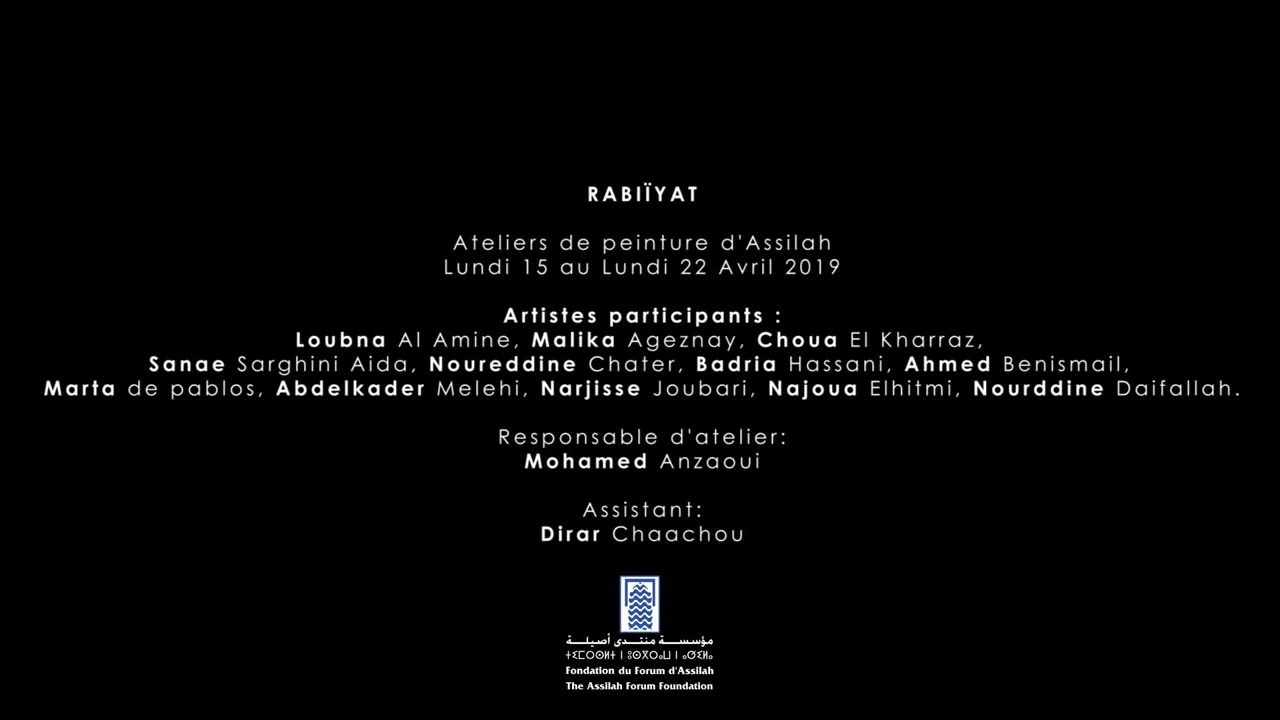 RABIÏYAT
Ateliers de peinture d'Assilah
Lundi 15 au Lundi 22 Avril 2019
Artistes participants :
Loubna Al Amine, Malika Ageznay, Choua El Kharraz,
Sanae Sarghini Aida, Noureddine Chater, Badria Hassani, Ahmed Benismail,
Marta de pablos, Abdelkader Melehi, Narjisse Joubari, Najoua Elhitmi, Nourddine Daifallah.
Responsable d'atelier:
Mohamed Anzaoui
Assistant:
Dirar Chaachou
مؤسسة منتدى أصيلة
Fondation du Forum d'Assilah
The Assilah Forum Foundation